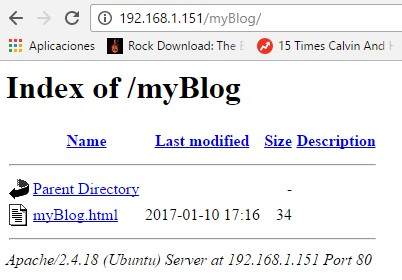 192.168.1.151/myBlog/
Aplicaciones Rock Download: The B 15 Times Calvin And H
Index of /myBlog
Name Last modified Size Description
Parent Directory -
myBlog.html 2017-01-10 17:16 34
Apache/2.4.18 (Ubuntu) Server at 192.168.1.151 Port 80